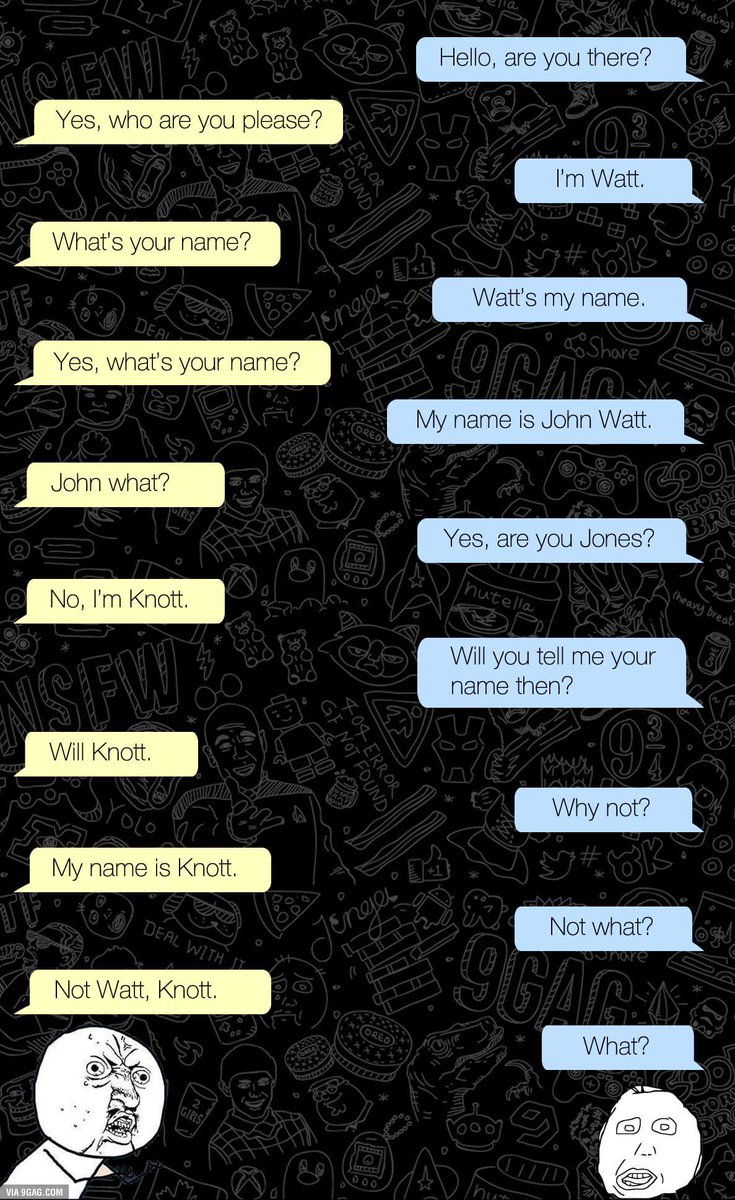 Hello, are you there?
Yes, who are you please?
I'm Watt.
What's your name?
Watt's my name.
Yes, what's your name?
My name is John Watt.
John what?
Yes, are you Jones?
No, I'm Knott.
Will you tell me your
name then?
Will Knott.
Why not?
My name is Knott.
Not what?
Not Watt, Knott.
What?
VIA 9GAG.COM